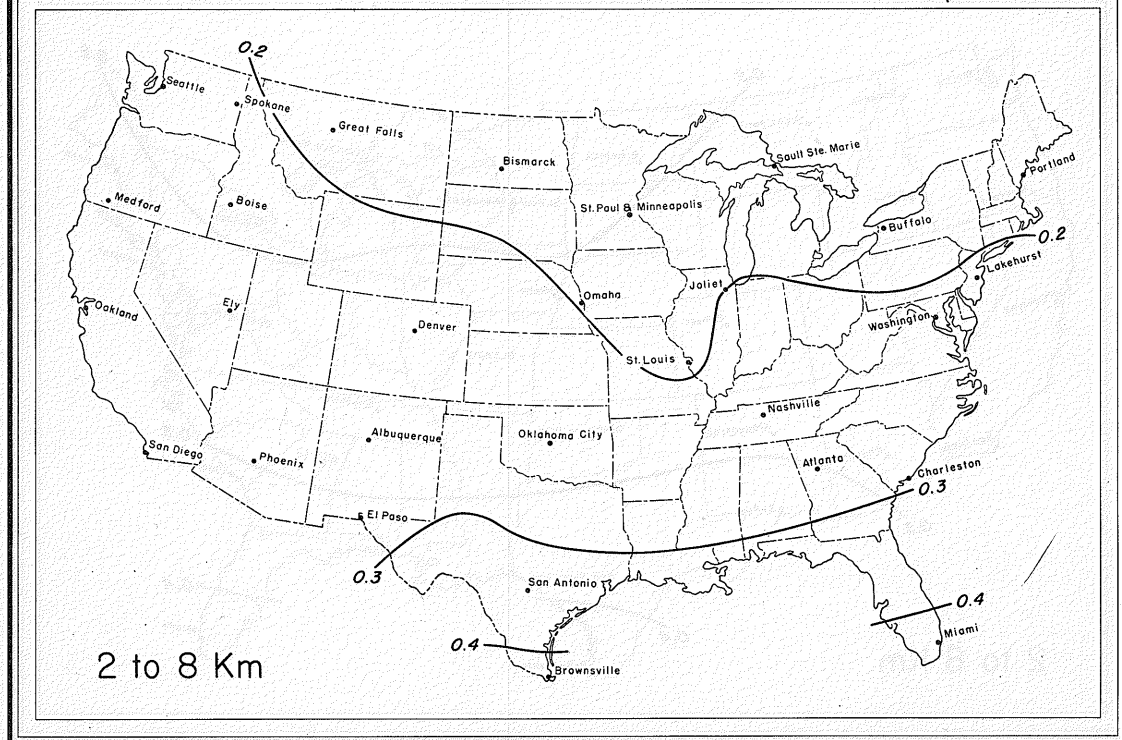 0.2
Seattle
Spokane
Great Falls
Bismarck
Sault Ste. Marie
Portland
Medford
Boise
St. Paul & Minneapolis
Buffalo
0.2
Lakehurst
Joliet
Omaha
Ely
Oakland
Denver
Washington
St. Louis
Nashville
Albuquerque
Oklahoma City
San Diego
Phoenix
Atlanta
Charleston
0.3
El Paso
0.3
San Antonio
0.4
Miami
0.4
Brownsville
2 to 8 Km